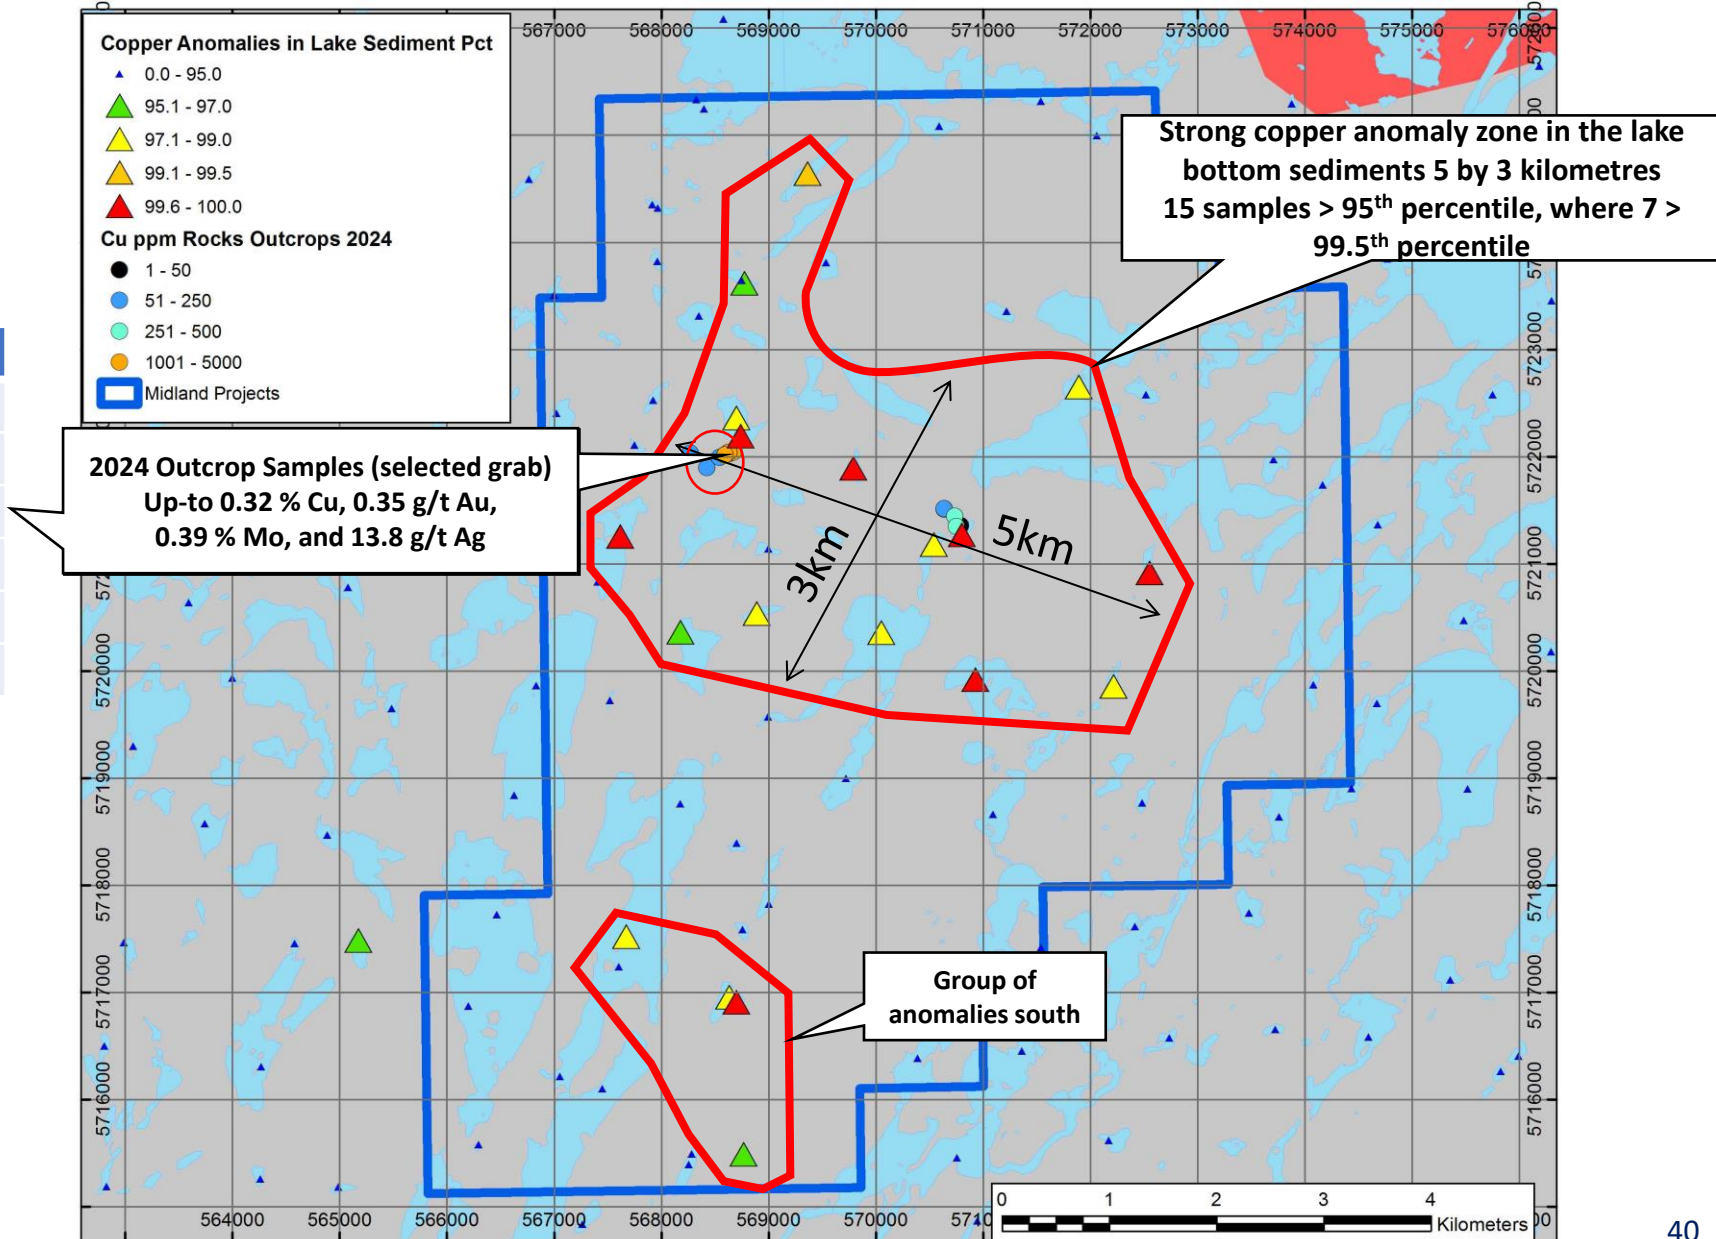 567000 568000 569000 570000 571000 572000 573000 574000 575000
Copper Anomalies in Lake Sediment Pct
0.0 - 95.0
95.1 - 97.0
97.1 - 99.0
99.1 - 99.5
99.6 - 100.0
Cu ppm Rocks Outcrops 2024
1 - 50
51 - 250
251 - 500
1001 - 5000
Midland Projects
Strong copper anomaly zone in the lake
bottom sediments 5 by 3 kilometres
15 samples > 95th percentile, where 7 >
99.5th percentile
2024 Outcrop Samples (selected grab)
Up-to 0.32 % Cu, 0.35 g/t Au,
0.39 % Mo, and 13.8 g/t Ag
3km
5km
Group of
anomalies south
5720000
5719000
5718000
5717000
5716000
5723000
5722000
5721000
5720000
5719000
5718000
5717000
5716000
0 1 2 3 4
Kilometers
564000 565000 566000 567000 568000 569000 570000
40